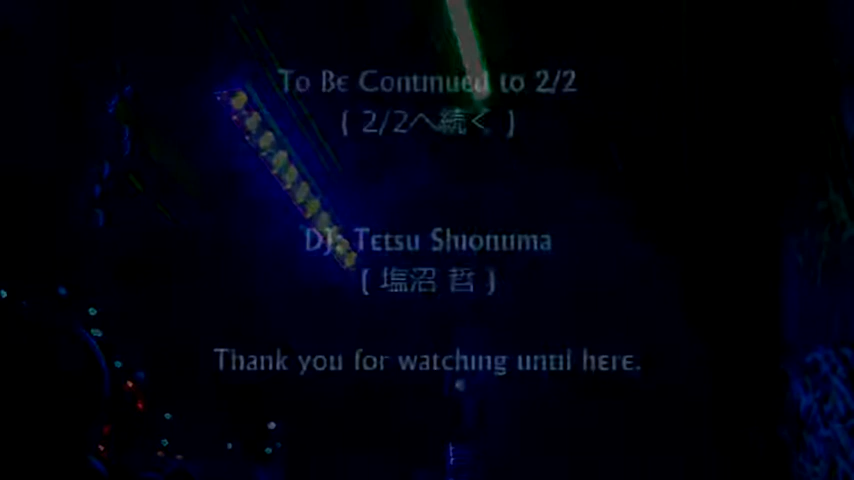 To Be Continued to 2/2
( 2/2へ続く )
DJ: Tetsu Shionuma
( 塩沼 哲 )
Thank you for watching until here.